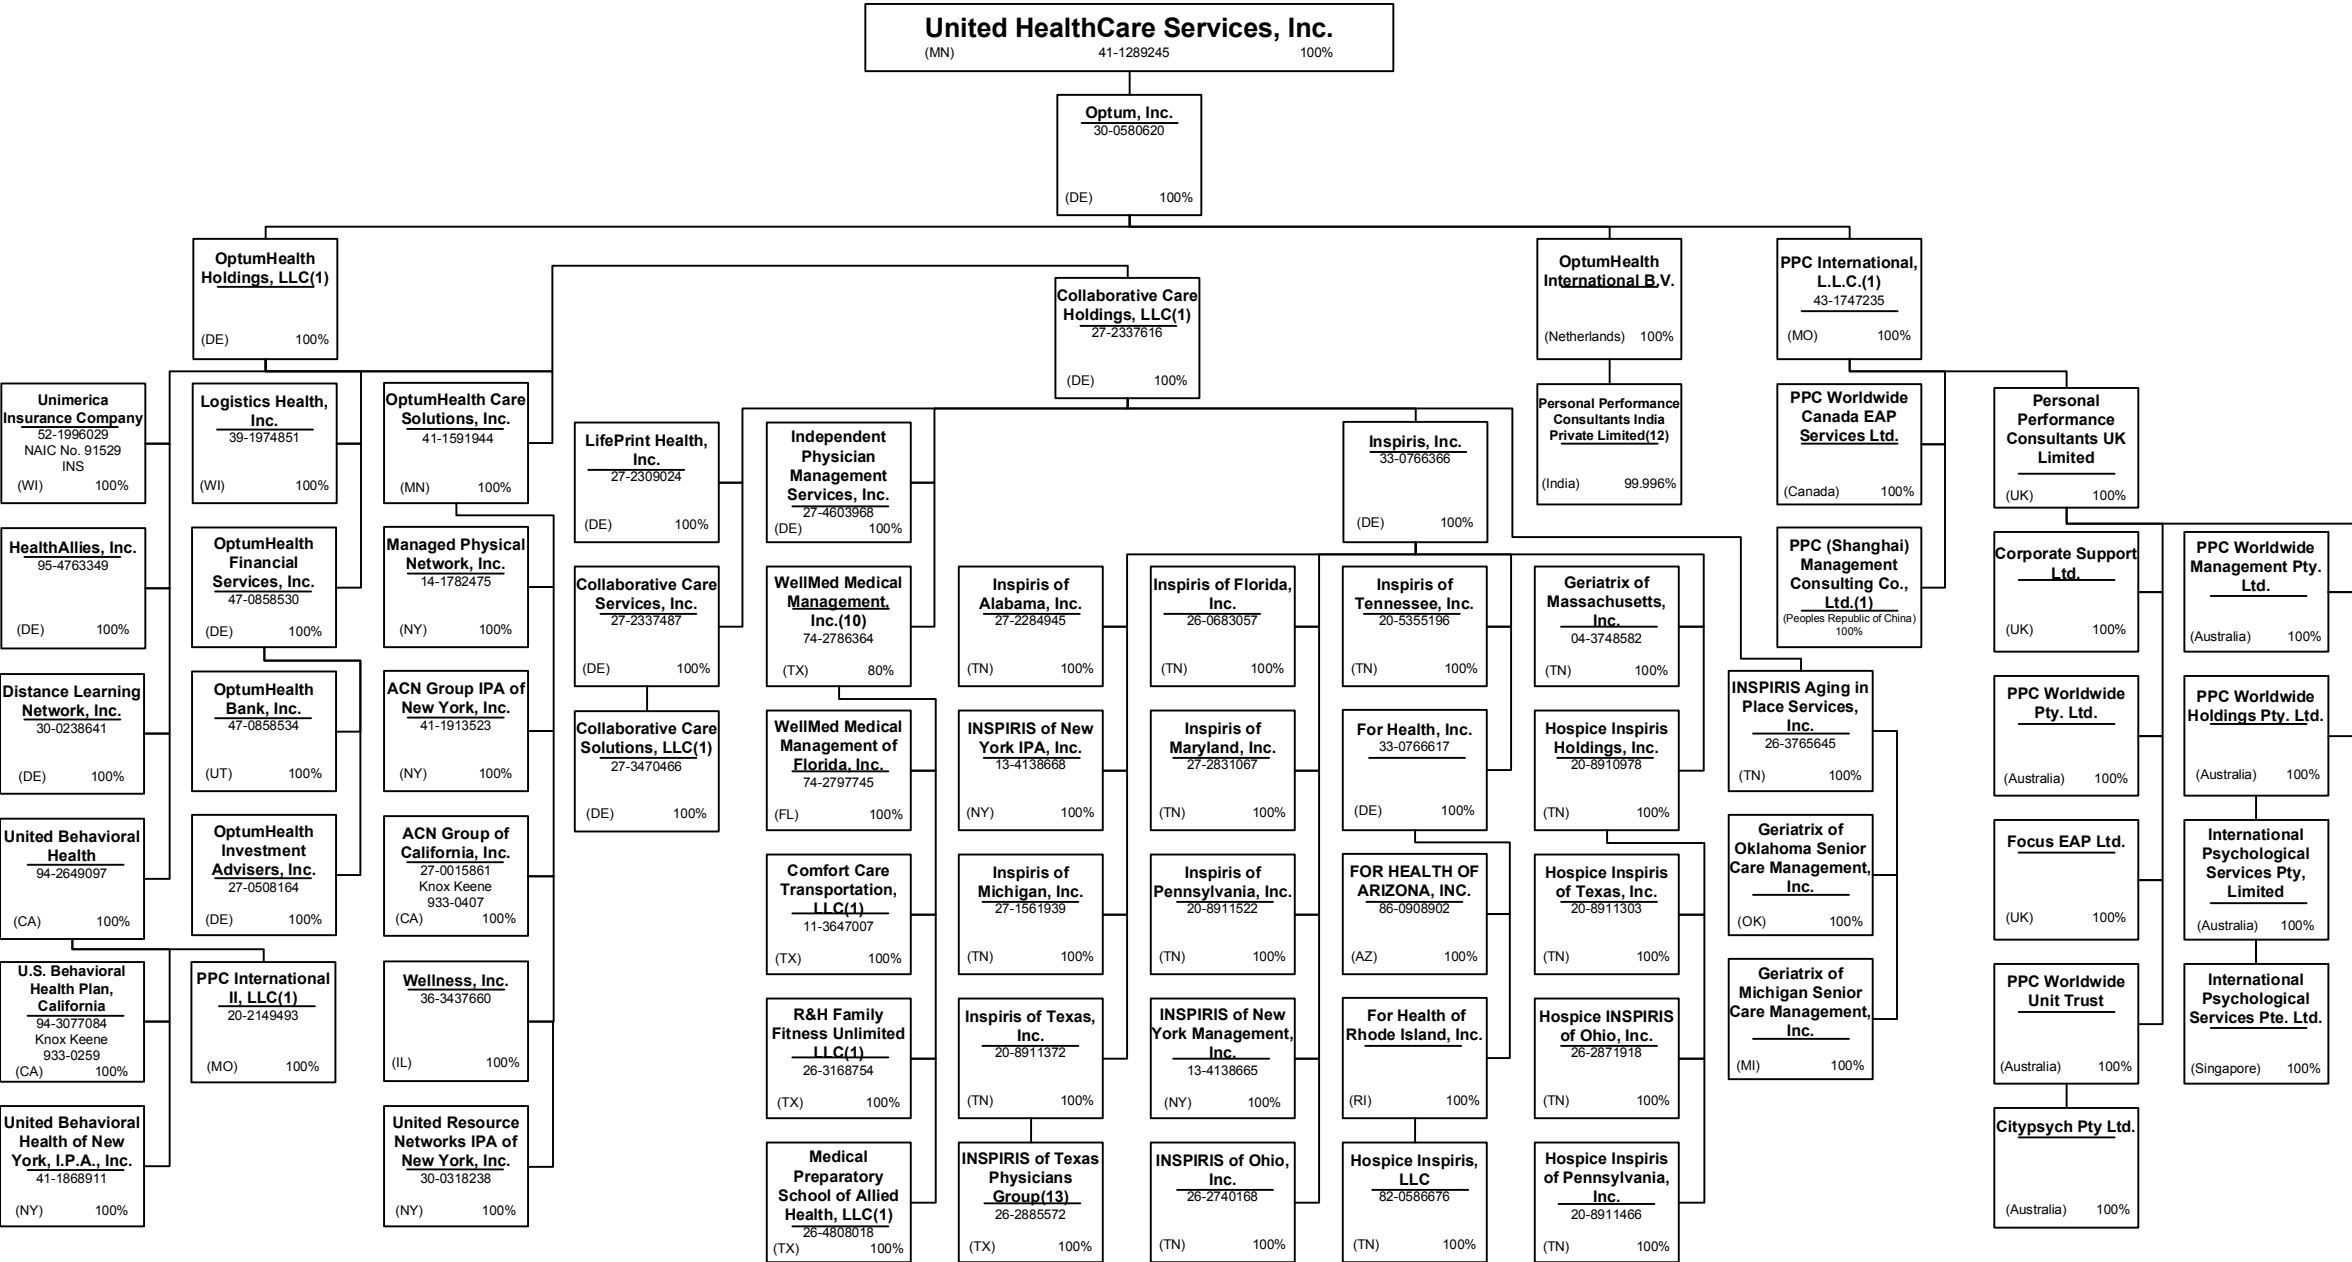 United HealthCare Services, Inc.
(MN) 41-1289245 100%
Optum, Inc.
30-0580620
(DE) 100%
OptumHealth
Holdings, LLC(1)
(DE) 100%
Collaborative Care
Holdings, LLC(1)
27-2337616
(DE) 100%
OptumHealth
International B.V.
(Netherlands) 100%
PPC International,
L.L.C.(1)
43-1747235
(MO) 100%
Unimerica
Insurance Company
52-1996029
NAIC No. 91529
INS
(WI) 100%
Logistics Health,
Inc.
39-1974851
(WI) 100%
OptumHealth Care
Solutions, Inc.
41-1591944
(MN) 100%
LifePrint Health,
Inc.
27-2309024
(DE) 100%
Independent
Physician
Management
Services, Inc.
27-4603968
(DE) 100%
Inspiris, Inc.
33-0766366
(DE) 100%
Personal Performance
Consultants India
Private Limited(12)
(India) 99.996%
PPC Worldwide
Canada EAP
Services Ltd.
(Canada) 100%
Personal
Performance
Consultants UK
Limited
(UK) 100%
HealthAllies, Inc.
95-4763349
(DE) 100%
OptumHealth
Financial
Services, Inc.
47-0858530
(DE) 100%
Managed Physical
Network, Inc.
14-1782475
(NY) 100%
Collaborative Care
Services, Inc.
27-2337487
(DE) 100%
WellMed Medical
Management,
Inc.(10)
74-2786364
(TX) 80%
Inspiris of
Alabama, Inc.
27-2284945
(TN) 100%
Inspiris of Florida,
Inc.
26-0683057
(TN) 100%
Inspiris of
Tennessee, Inc.
20-5355196
(TN) 100%
Geriatrix of
Massachusetts,
Inc.
04-3748582
(TN) 100%
PPC (Shanghai)
Management
Consulting Co.,
Ltd.(1)
(Peoples Republic of China)
100%
Corporate Support
Ltd.
(UK) 100%
PPC Worldwide
Management Pty.
Ltd.
(Australia) 100%
Distance Learning
Network, Inc.
30-0238641
(DE) 100%
OptumHealth
Bank, Inc.
47-0858534
(UT) 100%
ACN Group IPA of
New York, Inc.
41-1913523
(NY) 100%
Collaborative Care
Solutions, LLC(1)
27-3470466
(DE) 100%
WellMed Medical
Management of
Florida, Inc.
74-2797745
(FL) 100%
INSPIRIS of New
York IPA, Inc.
13-4138668
(NY) 100%
Inspiris of
Maryland, Inc.
27-2831067
(TN) 100%
For Health, Inc.
33-0766617
(DE) 100%
Hospice Inspiris
Holdings, Inc.
20-8910978
(TN) 100%
INSPIRIS Aging in
Place Services,
Inc.
26-3765645
(TN) 100%
PPC Worldwide
Pty. Ltd.
(Australia) 100%
PPC Worldwide
Holdings Pty. Ltd.
(Australia) 100%
United Behavioral
Health
94-2649097
(CA) 100%
OptumHealth
Investment
Advisers, Inc.
27-0508164
(DE) 100%
ACN Group of
California, Inc.
27-0015861
Knox Keene
933-0407
(CA) 100%
Comfort Care
Transportation,
LLC(1)
11-3647007
(TX) 100%
Inspiris of
Michigan, Inc.
27-1561939
(TN) 100%
Inspiris of
Pennsylvania, Inc.
20-8911522
(TN) 100%
FOR HEALTH OF
ARIZONA, INC.
86-0908902
(AZ) 100%
Hospice Inspiris
of Texas, Inc.
20-8911303
(TN) 100%
Geriatrix of
Oklahoma Senior
Care Management,
Inc.
(OK) 100%
Focus EAP Ltd.
(UK) 100%
International
Psychological
Services Pty,
Limited
(Australia) 100%
U.S. Behavioral
Health Plan,
California
94-3077084
Knox Keene
933-0259
(CA) 100%
PPC International
II, LLC(1)
20-2149493
(MO) 100%
Wellness, Inc.
36-3437660
(IL) 100%
R&H Family
Fitness Unlimited
LLC(1)
26-3168754
(TX) 100%
Inspiris of Texas,
Inc.
20-8911372
(TN) 100%
INSPIRIS of New
York Management,
Inc.
13-4138665
(NY) 100%
For Health of
Rhode Island, Inc.
(RI) 100%
Hospice INSPIRIS
of Ohio, Inc.
26-2871918
(TN) 100%
Geriatrix of
Michigan Senior
Care Management,
Inc.
(MI) 100%
PPC Worldwide
Unit Trust
(Australia) 100%
International
Psychological
Services Pte. Ltd.
(Singapore) 100%
United Behavioral
Health of New
York, I.P.A., Inc.
41-1868911
(NY) 100%
United Resource
Networks IPA of
New York, Inc.
30-0318238
(NY) 100%
Medical
Preparatory
School of Allied
Health, LLC(1)
26-4808018
(TX) 100%
INSPIRIS of Texas
Physicians
Group(13)
26-2885572
(TX) 100%
INSPIRIS of Ohio,
Inc.
26-2740168
(TN) 100%
Hospice Inspiris,
LLC
82-0586676
(TN) 100%
Hospice Inspiris
of Pennsylvania,
Inc.
20-8911466
(TN) 100%
Citypsych Pty Ltd.
(Australia) 100%